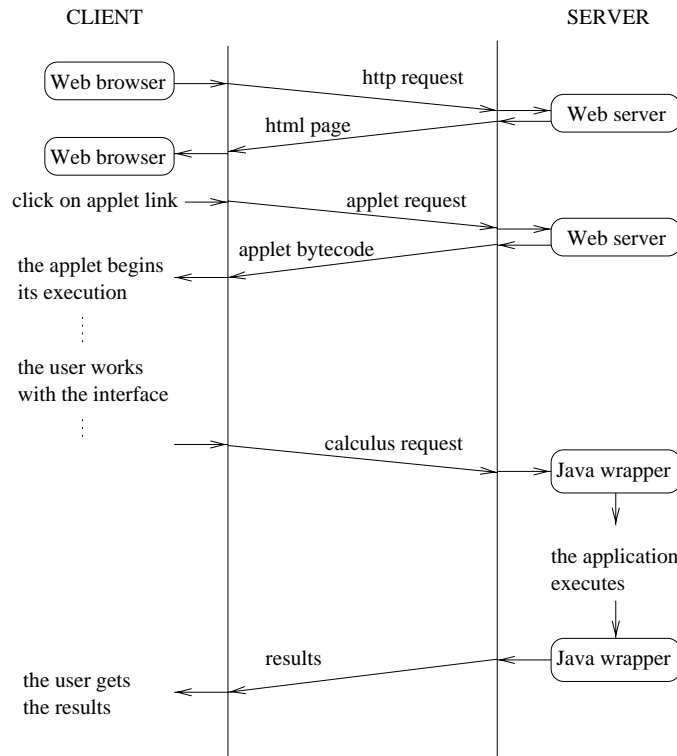 CLIENT
SERVER
Web browser
http request
Web server
html page
Web browser
click on applet link
applet request
Web server
applet bytecode
the applet begins
its execution
the user works
with the interface
calculus request
Java wrapper
the application
executes
results
Java wrapper
the user gets
the results